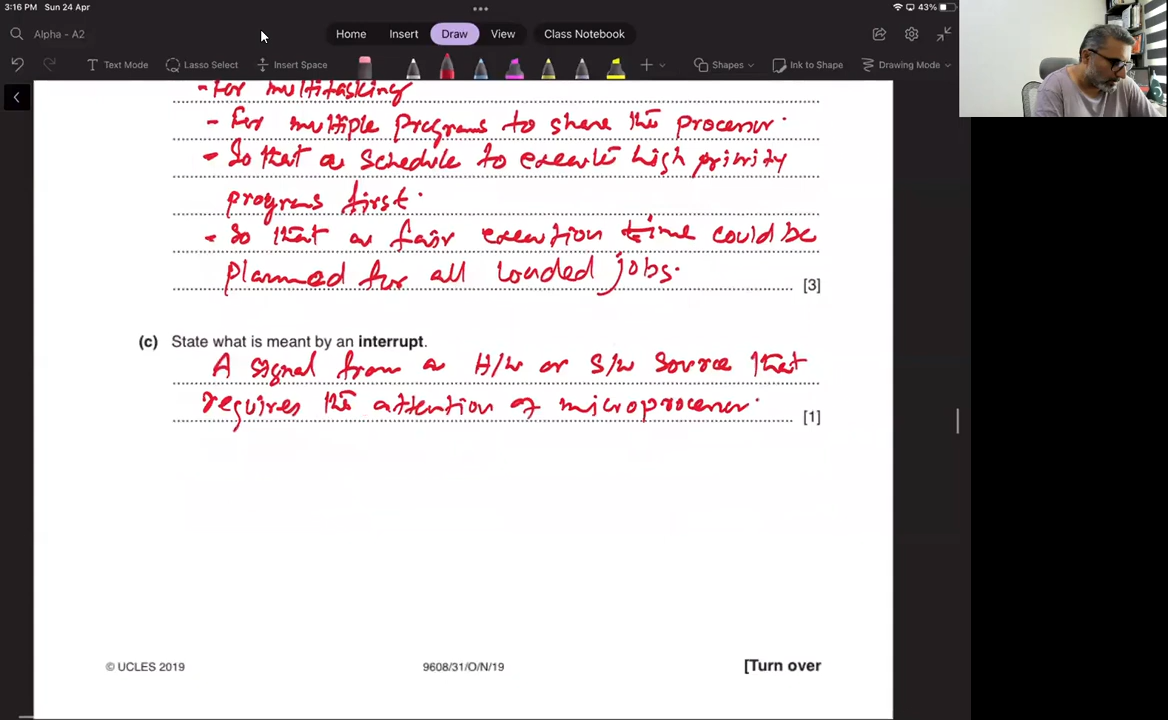 3:16 PM Sun 24 Apr
43%
Alpha - A2
Home Insert Draw View Class Notebook
Text Mode Lasso Select Insert Space Shapes Ink to Shape Drawing Mode
- For multitasking
- For multiple programs to share the processor.
- So that a schedule to execute high priority
programs first.
- So that a fair execution time could be
planned for all loaded jobs.
[3]
(c) State what is meant by an interrupt.
A signal from a H/w or S/w source that
requires the attention of microprocessor.
[1]
© UCLES 2019 9608/31/O/N/19 [Turn over